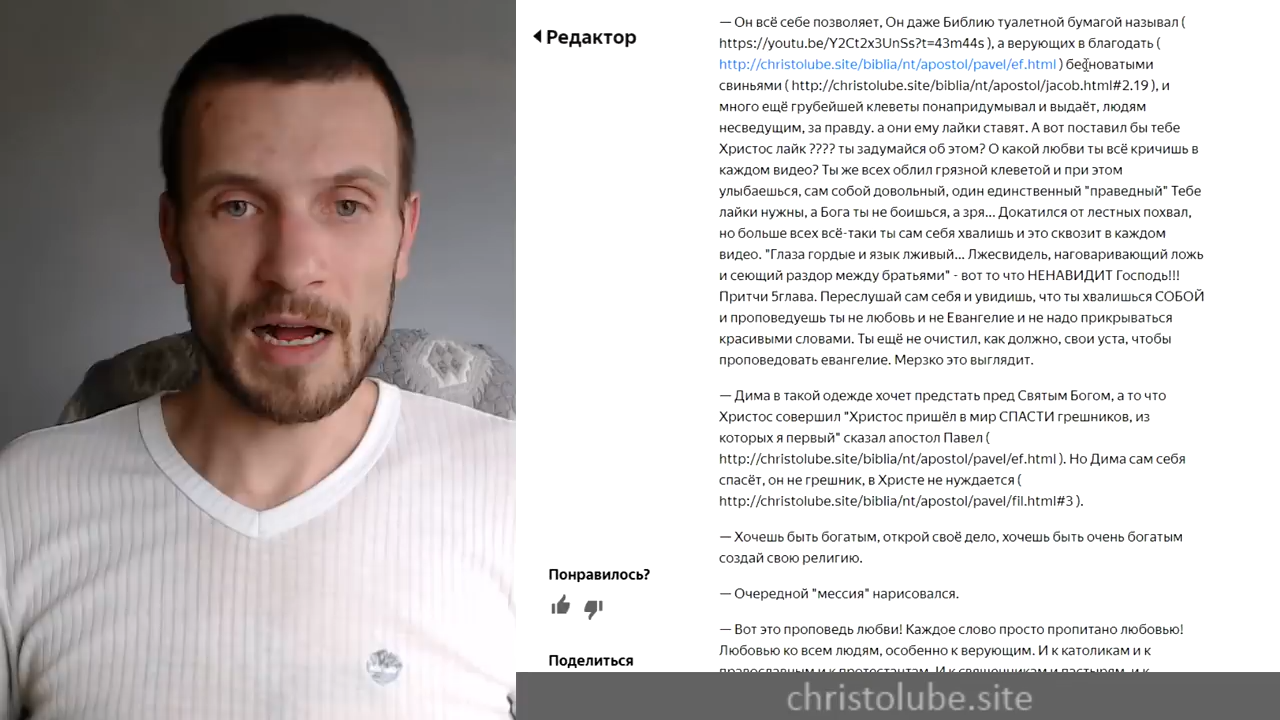 Редактор
— Он всё себе позволяет, Он даже Библию туалетной бумагой называл (
https://youtu.be/Y2Ct2x3UnSs?t=43m44s ), а верующих в благодать (
http://christolube.site/biblia/nt/apostol/pavel/ef.html ) бесноватыми
свиньями ( http://christolube.site/biblia/nt/apostol/jacob.html#2.19 ), и
много ещё грубейшей клеветы понапридумывал и выдаёт, людям
несведущим, за правду. а они ему лайки ставят. А вот поставил бы тебе
Христос лайк ???? ты задумайся об этом? О какой любви ты всё кричишь в
каждом видео? Ты же всех облил грязной клеветой и при этом
улыбаешься, сам собой довольный, один единственный "праведный" Тебе
лайки нужны, а Бога ты не боишься, а зря... Докатился от лестных похвал,
но больше всех всё-таки ты сам себя хвалишь и это сквозит в каждом
видео. "Глаза гордые и язык лживый... Лжесвидель, наговаривающий ложь
и сеющий раздор между братьями" - вот то что НЕНАВИДИТ Господь!!!
Притчи 5глава. Переслушай сам себя и увидишь, что ты хвалишься СОБОЙ
и проповедуешь ты не любовь и не Евангелие и не надо прикрываться
красивыми словами. Ты ещё не очистил, как должно, свои уста, чтобы
проповедовать евангелие. Мерзко это выглядит.
— Дима в такой одежде хочет предстать пред Святым Богом, а то что
Христос совершил "Христос пришёл в мир СПАСТИ грешников, из
которых я первый" сказал апостол Павел (
http://christolube.site/biblia/nt/apostol/pavel/ef.html ). Но Дима сам себя
спасёт, он не грешник, в Христе не нуждается (
http://christolube.site/biblia/nt/apostol/pavel/fil.html#3 ).
— Хочешь быть богатым, открой своё дело, хочешь быть очень богатым
создай свою религию.
— Очередной "мессия" нарисовался.
— Вот это проповедь любви! Каждое слово просто пропитано любовью!
Любовью ко всем людям, особенно к верующим. И к католикам и к
православным и к протестантам. И к священникам и пастырям, и к
Понравилось?
Поделиться
christolube.site